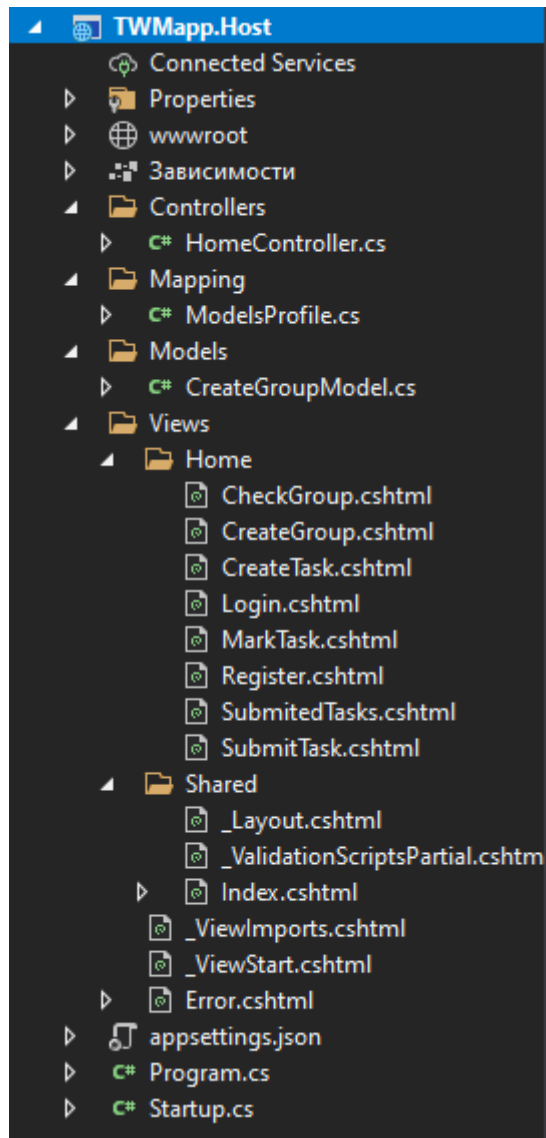 TWMapp.Host
Connected Services
Properties
wwwroot
Зависимости
Controllers
C# HomeController.cs
Mapping
C# ModelsProfile.cs
Models
C# CreateGroupModel.cs
Views
Home
CheckGroup.cshtml
CreateGroup.cshtml
CreateTask.cshtml
Login.cshtml
MarkTask.cshtml
Register.cshtml
SubmitedTasks.cshtml
SubmitTask.cshtml
Shared
_Layout.cshtml
_ValidationScriptsPartial.cshtm
Index.cshtml
_ViewImports.cshtml
_ViewStart.cshtml
Error.cshtml
appsettings.json
C# Program.cs
C# Startup.cs